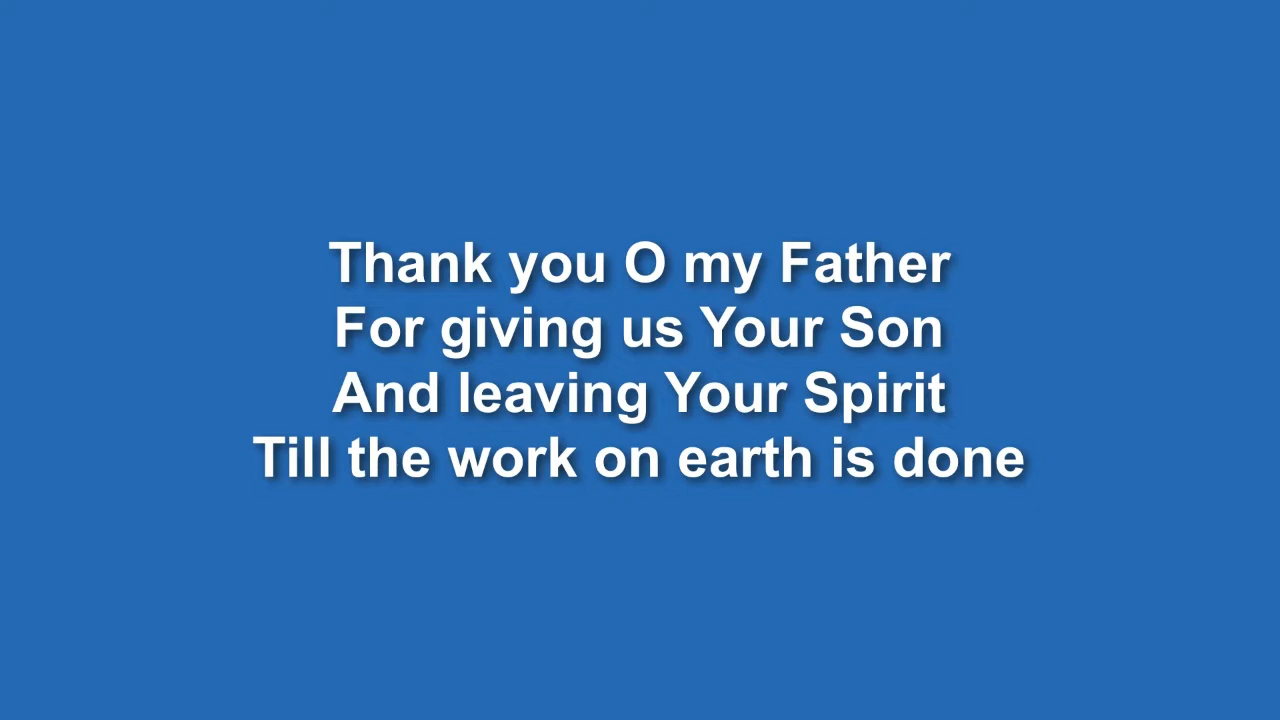 Thank you O my Father
For giving us Your Son
And leaving Your Spirit
Till the work on earth is done